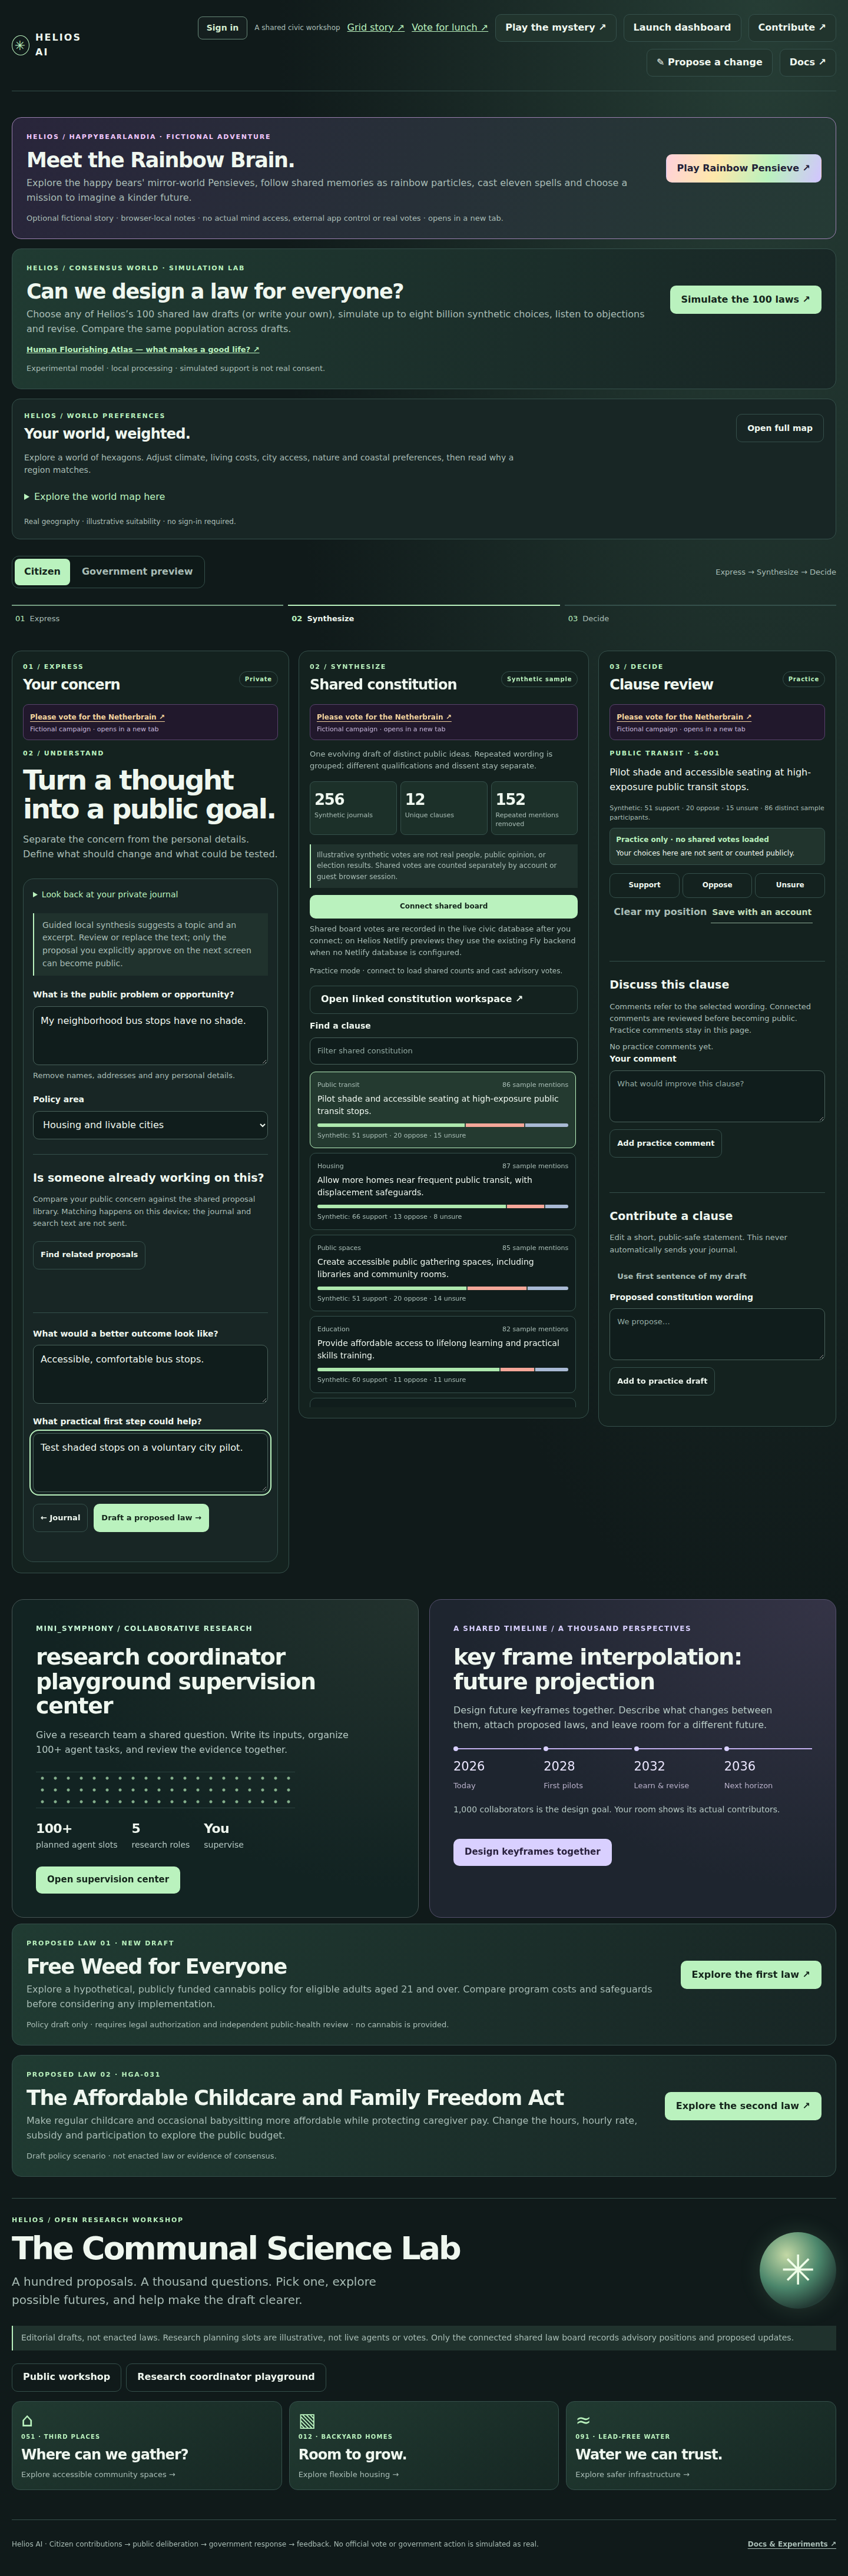 HELIOS
AI
Sign in
A shared civic workshop
Grid story ↗
Vote for lunch ↗
Play the mystery ↗
Launch dashboard
Contribute ↗
✎ Propose a change
Docs ↗
HELIOS / HAPPYBEARLANDIA · FICTIONAL ADVENTURE
Meet the Rainbow Brain.
Explore the happy bears' mirror-world Pensieves, follow shared memories as rainbow particles, cast eleven spells and choose a
mission to imagine a kinder future.
Optional fictional story · browser-local notes · no actual mind access, external app control or real votes · opens in a new tab.
Play Rainbow Pensieve ↗
HELIOS / CONSENSUS WORLD · SIMULATION LAB
Can we design a law for everyone?
Choose any of Helios's 100 shared law drafts (or write your own), simulate up to eight billion synthetic choices, listen to objections
and revise. Compare the same population across drafts.
Human Flourishing Atlas — what makes a good life? ↗
Experimental model · local processing · simulated support is not real consent.
Simulate the 100 laws ↗
HELIOS / WORLD PREFERENCES
Your world, weighted.
Explore a world of hexagons. Adjust climate, living costs, city access, nature and coastal preferences, then read why a
region matches.
▶ Explore the world map here
Real geography · illustrative suitability · no sign-in required.
Open full map
Citizen
Government preview
Express → Synthesize → Decide
01 Express
02 Synthesize
03 Decide
01 / EXPRESS
Your concern
Private
Please vote for the Netherbrain ↗
Fictional campaign · opens in a new tab
02 / UNDERSTAND
Turn a thought
into a public goal.
Separate the concern from the personal details.
Define what should change and what could be tested.
▶ Look back at your private journal
Guided local synthesis suggests a topic and an
excerpt. Review or replace the text; only the
proposal you explicitly approve on the next screen
can become public.
What is the public problem or opportunity?
My neighborhood bus stops have no shade.
Remove names, addresses and any personal details.
Policy area
Housing and livable cities
Is someone already working on this?
Compare your public concern against the shared proposal
library. Matching happens on this device; the journal and
search text are not sent.
Find related proposals
What would a better outcome look like?
Accessible, comfortable bus stops.
What practical first step could help?
Test shaded stops on a voluntary city pilot.
← Journal
Draft a proposed law →
02 / SYNTHESIZE
Shared constitution
Synthetic sample
Please vote for the Netherbrain ↗
Fictional campaign · opens in a new tab
One evolving draft of distinct public ideas. Repeated wording is
grouped; different qualifications and dissent stay separate.
256
Synthetic journals
12
Unique clauses
152
Repeated mentions
removed
Illustrative synthetic votes are not real people, public opinion, or
election results. Shared votes are counted separately by account or
guest browser session.
Connect shared board
Shared board votes are recorded in the live civic database after you
connect; on Helios Netlify previews they use the existing Fly backend
when no Netlify database is configured.
Practice mode · connect to load shared counts and cast advisory votes.
Open linked constitution workspace ↗
Find a clause
Filter shared constitution
Public transit
86 sample mentions
Pilot shade and accessible seating at high-exposure public
transit stops.
Synthetic: 51 support · 20 oppose · 15 unsure
Housing
87 sample mentions
Allow more homes near frequent public transit, with
displacement safeguards.
Synthetic: 66 support · 13 oppose · 8 unsure
Public spaces
85 sample mentions
Create accessible public gathering spaces, including
libraries and community rooms.
Synthetic: 51 support · 20 oppose · 14 unsure
Education
82 sample mentions
Provide affordable access to lifelong learning and practical
skills training.
Synthetic: 60 support · 11 oppose · 11 unsure
03 / DECIDE
Clause review
Practice
Please vote for the Netherbrain ↗
Fictional campaign · opens in a new tab
PUBLIC TRANSIT · S-001
Pilot shade and accessible seating at high-
exposure public transit stops.
Synthetic: 51 support · 20 oppose · 15 unsure · 86 distinct sample
participants.
Practice only · no shared votes loaded
Your choices here are not sent or counted publicly.
Support
Oppose
Unsure
Clear my position
Save with an account
Discuss this clause
Comments refer to the selected wording. Connected
comments are reviewed before becoming public.
Practice comments stay in this page.
No practice comments yet.
Your comment
What would improve this clause?
Add practice comment
Contribute a clause
Edit a short, public-safe statement. This never
automatically sends your journal.
Use first sentence of my draft
Proposed constitution wording
We propose...
Add to practice draft
MINI_SYMPHONY / COLLABORATIVE RESEARCH
research coordinator
playground supervision
center
Give a research team a shared question. Write its inputs, organize
100+ agent tasks, and review the evidence together.
100+
planned agent slots
5
research roles
You
supervise
Open supervision center
A SHARED TIMELINE / A THOUSAND PERSPECTIVES
key frame interpolation:
future projection
Design future keyframes together. Describe what changes between
them, attach proposed laws, and leave room for a different future.
2026
Today
2028
First pilots
2032
Learn & revise
2036
Next horizon
1,000 collaborators is the design goal. Your room shows its actual contributors.
Design keyframes together
PROPOSED LAW 01 · NEW DRAFT
Free Weed for Everyone
Explore a hypothetical, publicly funded cannabis policy for eligible adults aged 21 and over. Compare program costs and safeguards
before considering any implementation.
Policy draft only · requires legal authorization and independent public-health review · no cannabis is provided.
Explore the first law ↗
PROPOSED LAW 02 · HGA-031
The Affordable Childcare and Family Freedom Act
Make regular childcare and occasional babysitting more affordable while protecting caregiver pay. Change the hours, hourly rate,
subsidy and participation to explore the public budget.
Draft policy scenario · not enacted law or evidence of consensus.
Explore the second law ↗
HELIOS / OPEN RESEARCH WORKSHOP
The Communal Science Lab
A hundred proposals. A thousand questions. Pick one, explore
possible futures, and help make the draft clearer.
Editorial drafts, not enacted laws. Research planning slots are illustrative, not live agents or votes. Only the connected shared law board records advisory positions and proposed updates.
Public workshop
Research coordinator playground
051 · THIRD PLACES
Where can we gather?
Explore accessible community spaces →
012 · BACKYARD HOMES
Room to grow.
Explore flexible housing →
091 · LEAD-FREE WATER
Water we can trust.
Explore safer infrastructure →
Helios AI · Citizen contributions → public deliberation → government response → feedback. No official vote or government action is simulated as real.
Docs & Experiments ↗